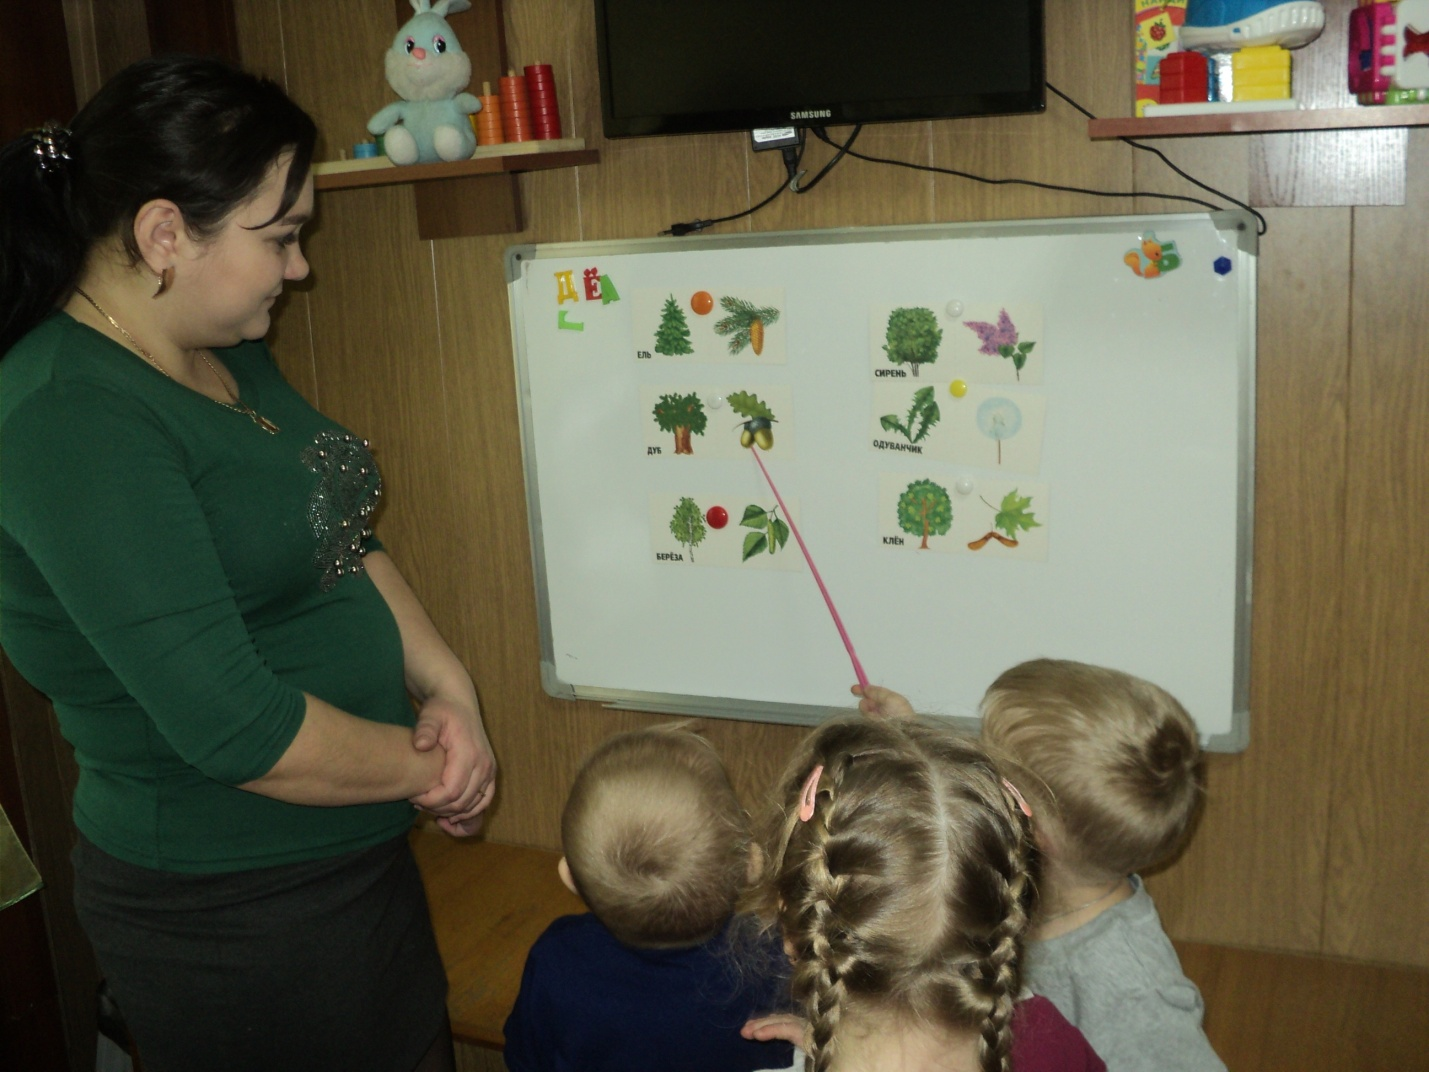 SAMSUNG
ДЁ
Г
ЕЛЬ
ДУБ
БЕРЁЗА
СИРЕНЬ
ОДУВАНЧИК
КЛЁН